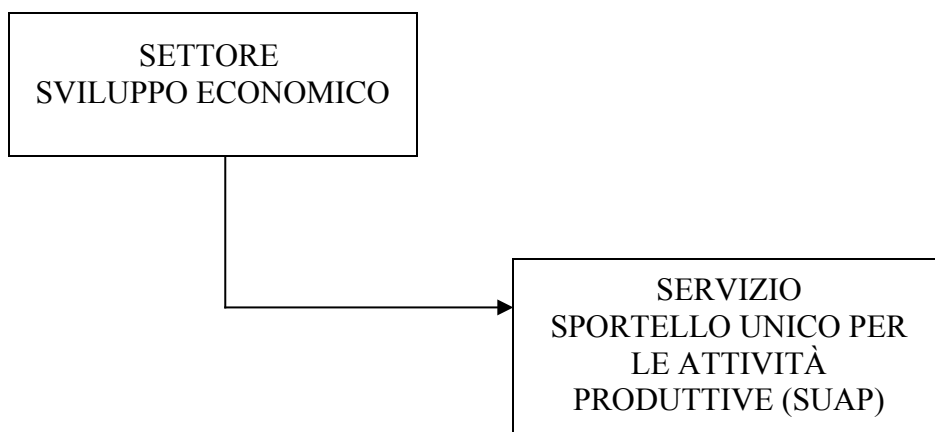 SETTORE
SVILUPPO ECONOMICO
SERVIZIO
SPORTELLO UNICO PER
LE ATTIVITÀ
PRODUTTIVE (SUAP)